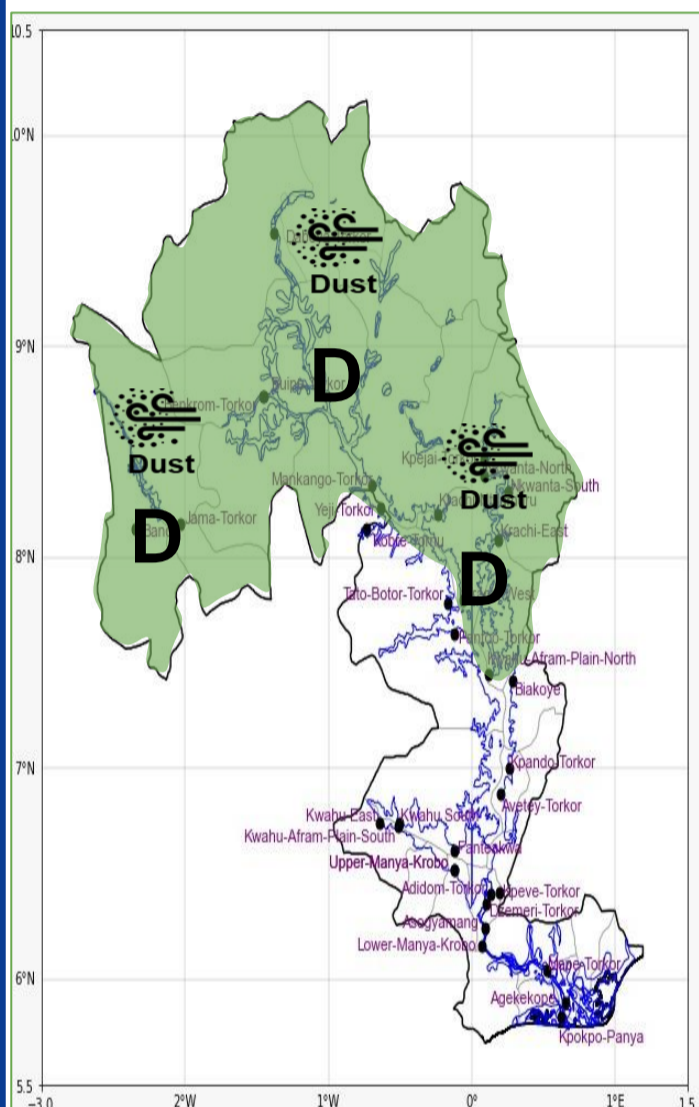 10.5
10°N
Dust
9°N
D
Dust
Dust
Mankango-Torkor
Kwanta-North
Nkwanta-South
Yeji-Torkor
Jama-Torkor
Krachi-East
D
8°N
D
Tato-Botor-Torkor
Kwahu-Afram-Plain-North
Biakoye
7°N
Kpando-Torkor
Avetey-Torkor
Kwahu-East
Kwahu South
Kwahu-Afram-Plain-South
Fanteakwa
Upper-Manya-Krobo
Adidom-Torkor
Dzemeri-Torkor
Asogyamang
Lower-Manya-Krobo
6°N
Mepe-Torkor
Agekekope
Kpokpo-Panya
5.5
-3.0
2°W
1°W
0°
1°E
1.5